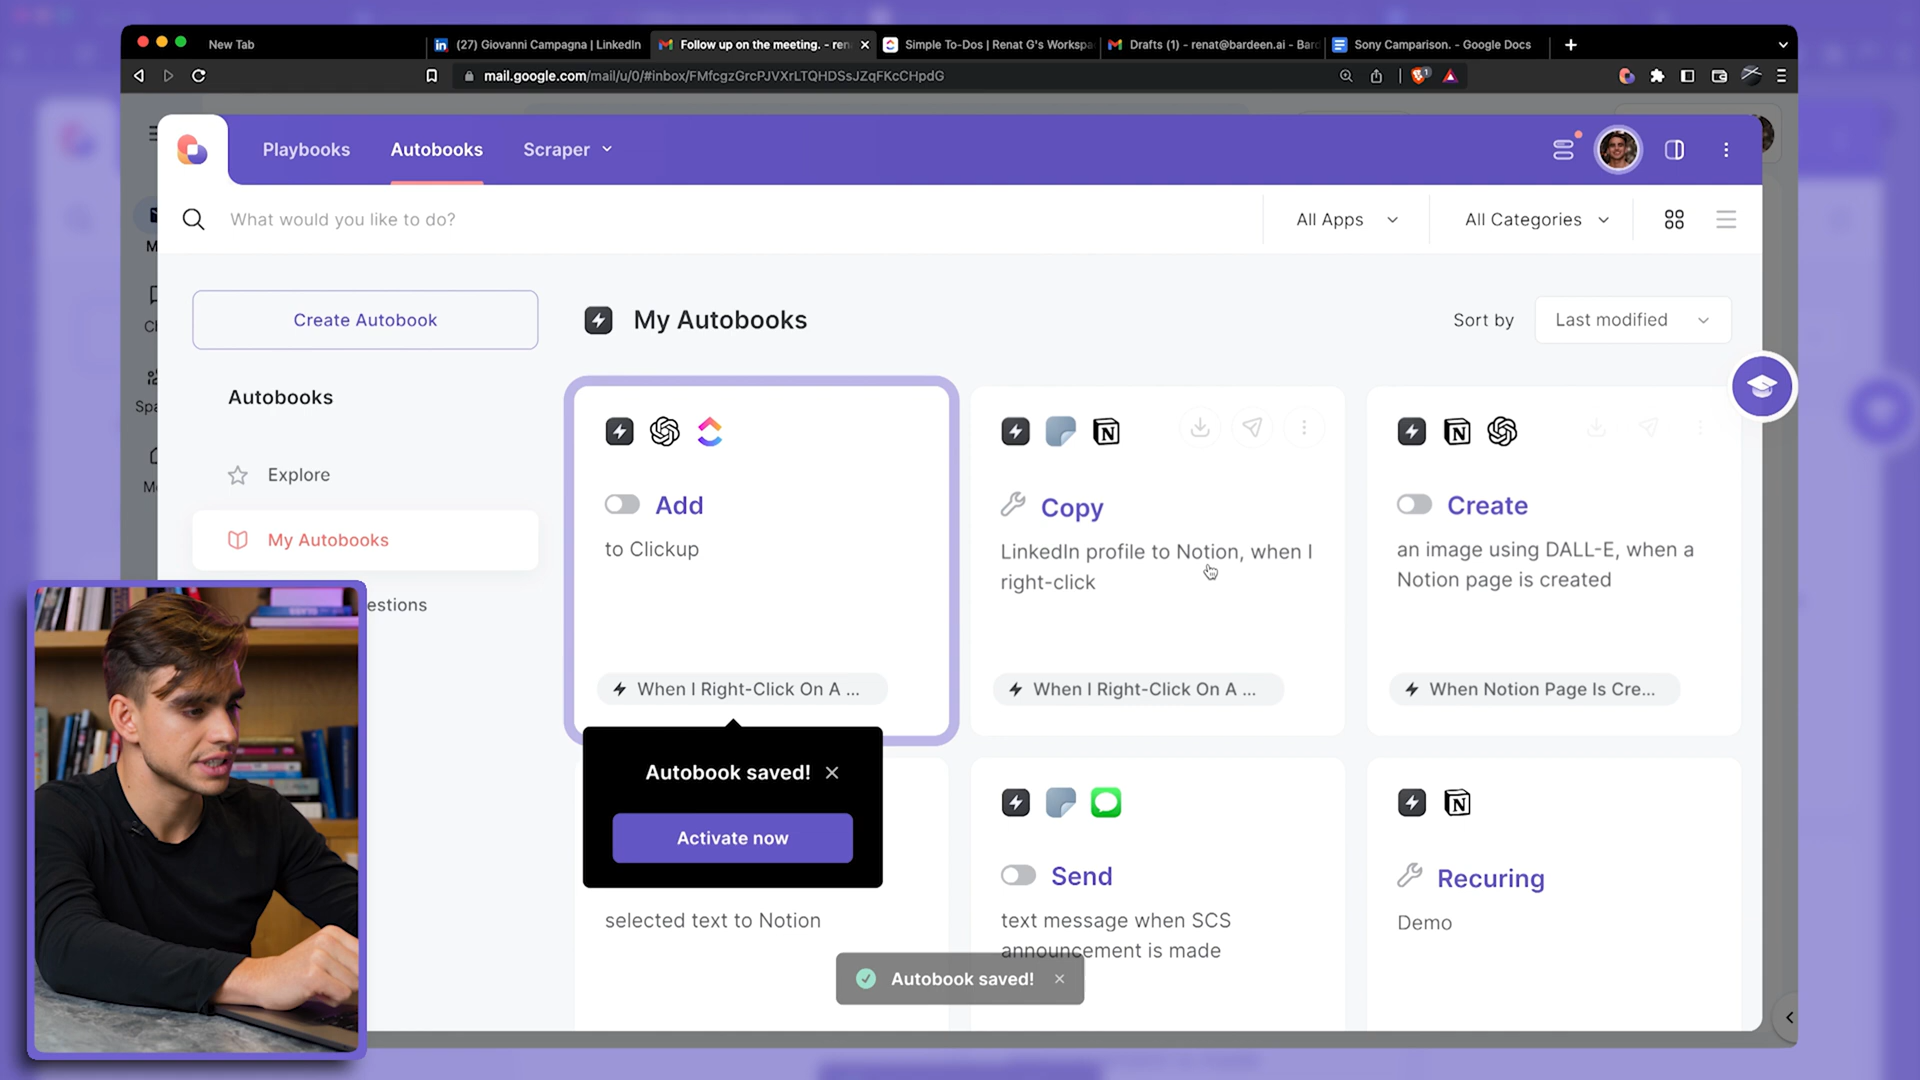 New Tab
(27) Giovanni Campagna | LinkedIn
Follow up on the meeting. - ren
Simple To-Dos | Renat G's Workspa
Drafts (1) - renat@bardeen.ai - Bar
Sony Camparison. - Google Docs
mail.google.com/mail/u/0/#inbox/FMfcgzGrcPJVXrLTQHDSsJZqFKcCHpdG
Playbooks
Autobooks
Scraper
What would you like to do?
All Apps
All Categories
Create Autobook
My Autobooks
Sort by
Last modified
Autobooks
Explore
My Autobooks
estions
Add
to Clickup
When I Right-Click On A ...
Copy
LinkedIn profile to Notion, when I
right-click
When I Right-Click On A ...
Create
an image using DALL-E, when a
Notion page is created
When Notion Page Is Cre...
Autobook saved!
Activate now
selected text to Notion
Send
text message when SCS
announcement is made
Recuring
Demo
Autobook saved!